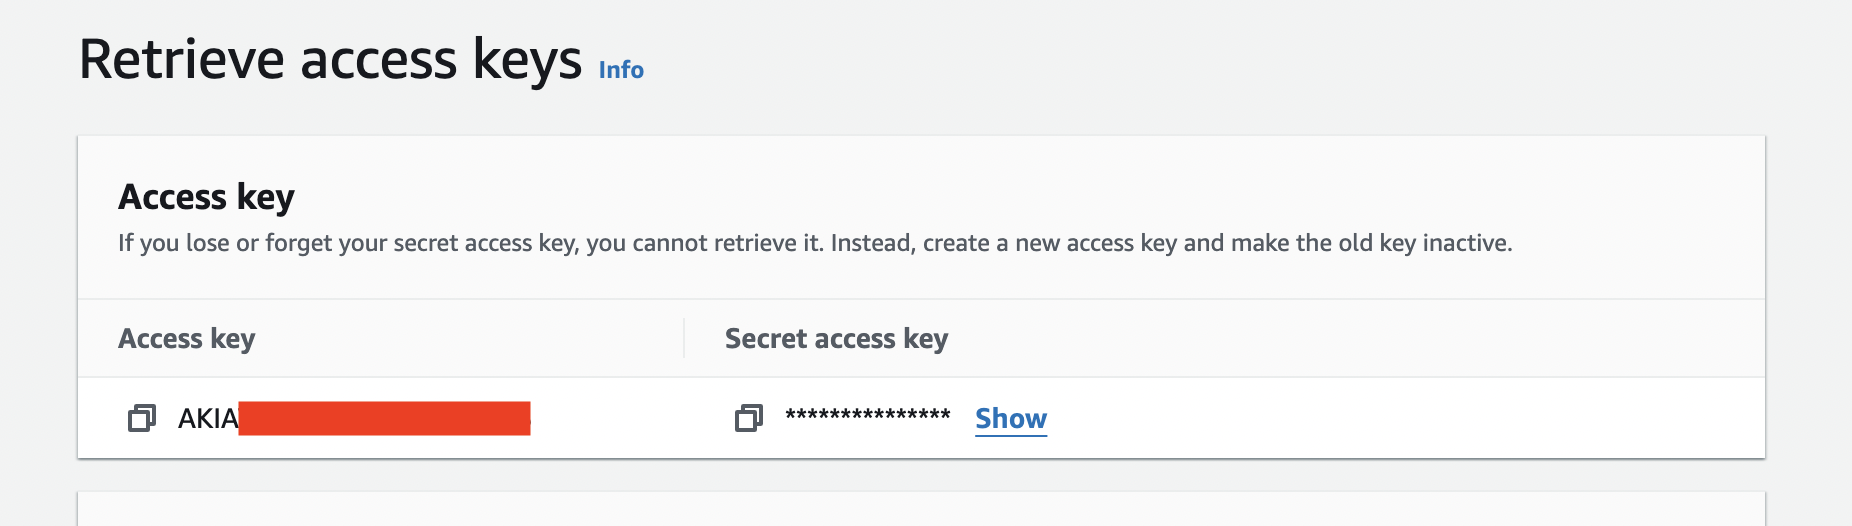 Retrieve access keys Info
Access key
If you lose or forget your secret access key, you cannot retrieve it. Instead, create a new access key and make the old key inactive.
Access key Secret access key
AKIA *************** Show